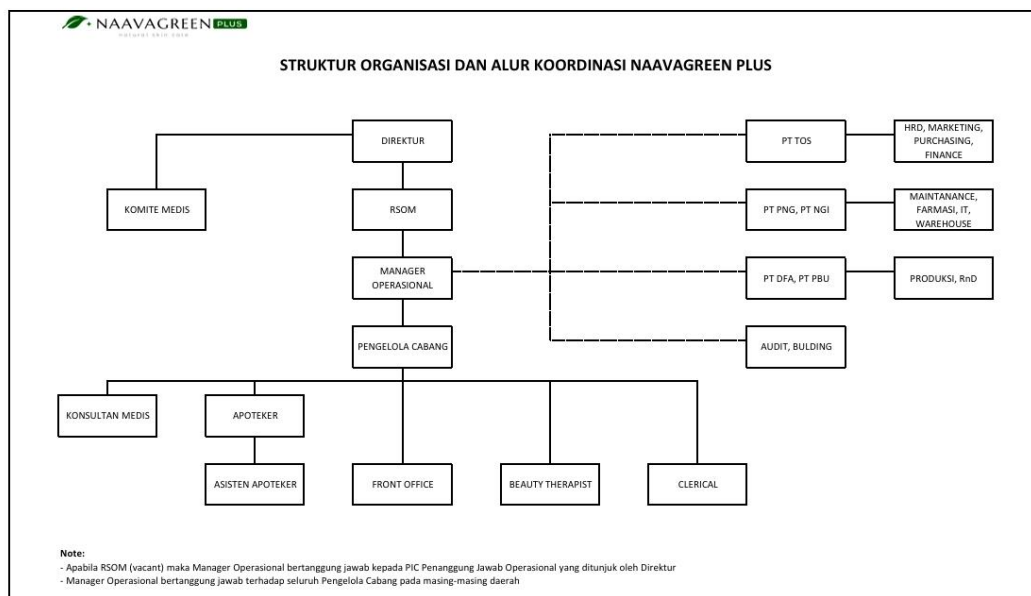 NAAVAGREEN PLUS
natural skin care
STRUKTUR ORGANISASI DAN ALUR KOORDINASI NAAVAGREEN PLUS
DIREKTUR
PT TOS
HRD, MARKETING,
PURCHASING,
FINANCE
KOMITE MEDIS
RSOM
PT PNG, PT NGI
MAINTANANCE,
FARMASI, IT,
WAREHOUSE
MANAGER
OPERASIONAL
PT DFA, PT PBU
PRODUKSI, RnD
PENGELOLA CABANG
AUDIT, BULDING
KONSULTAN MEDIS
APOTEKER
ASISTEN APOTEKER
FRONT OFFICE
BEAUTY THERAPIST
CLERICAL
Note:
- Apabila RSOM (vacant) maka Manager Operasional bertanggung jawab kepada PIC Penanggung Jawab Operasional yang ditunjuk oleh Direktur
- Manager Operasional bertanggung jawab terhadap seluruh Pengelola Cabang pada masing-masing daerah